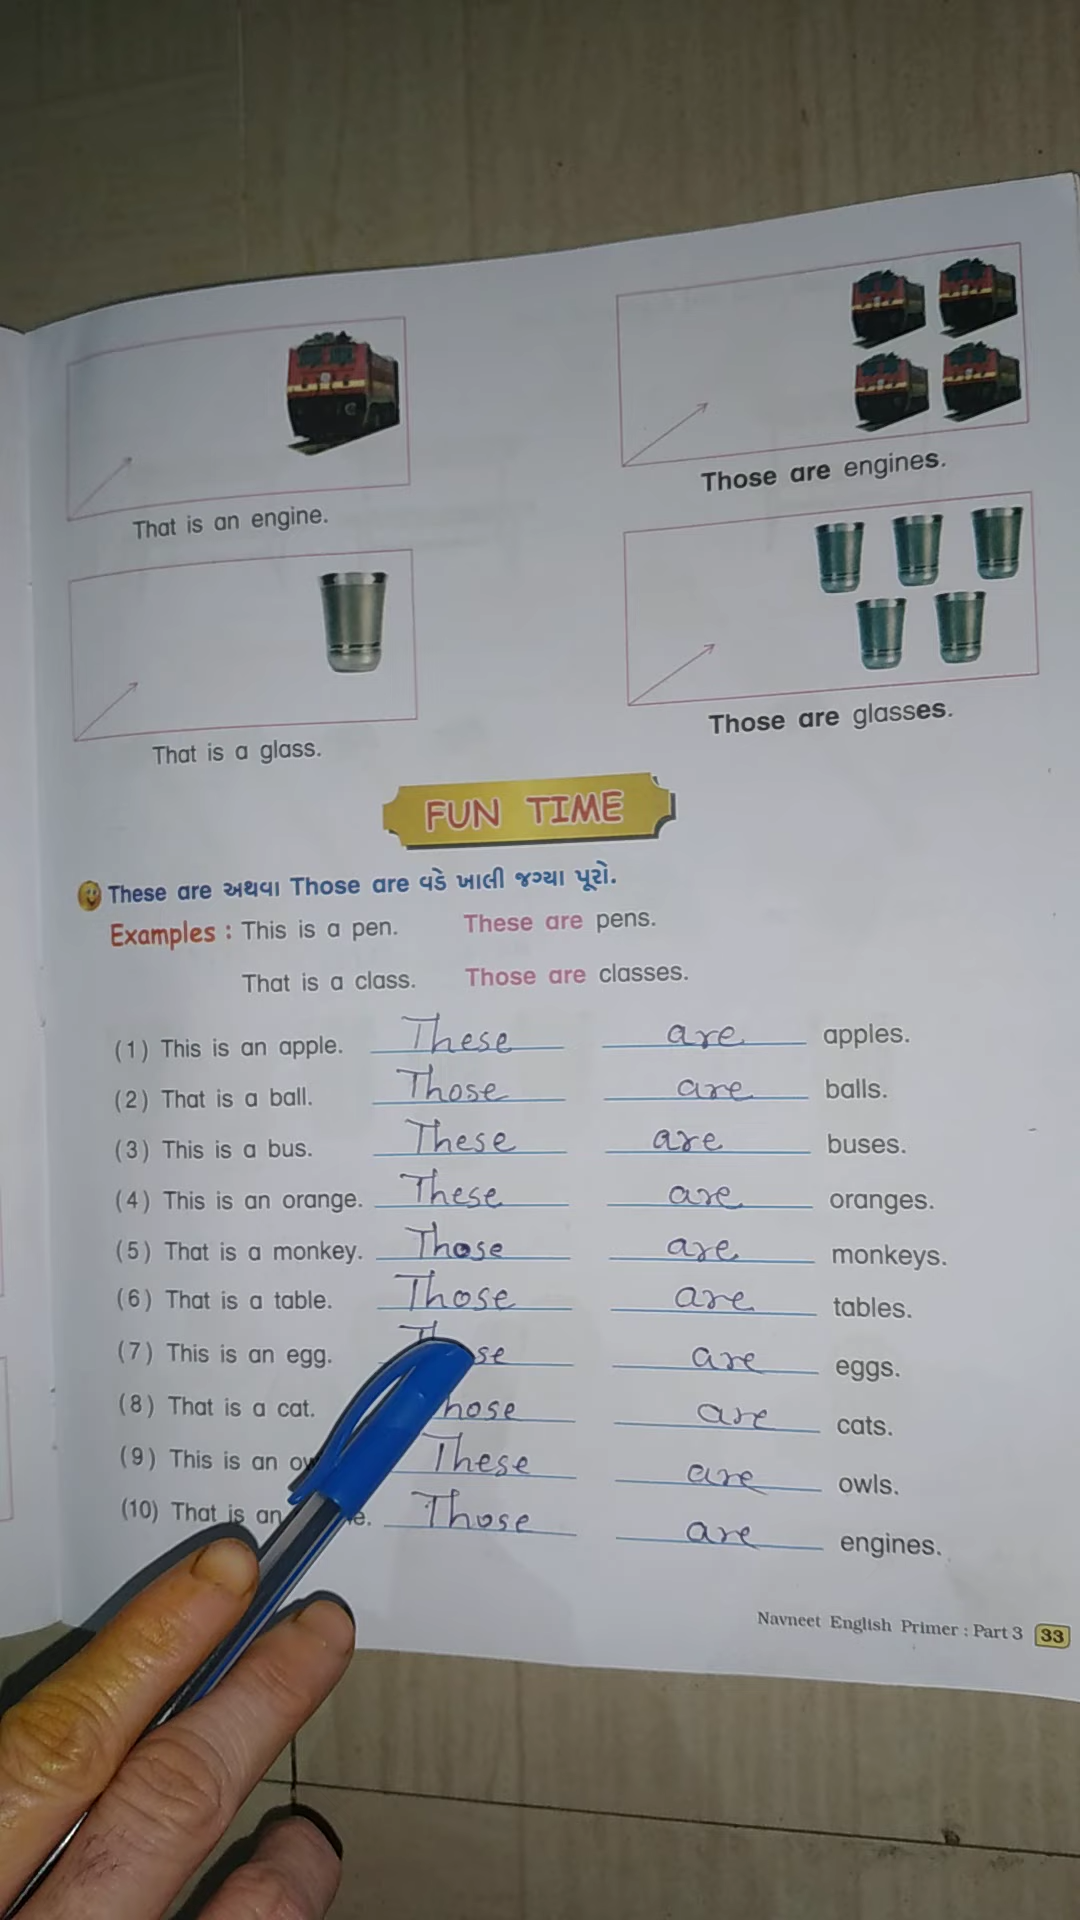 Those are engines.
That is an engine.
Those are glasses.
That is a glass.
FUN TIME
These are અથવા Those are વડે ખાલી જગ્યા પૂરો.
Examples : This is a pen. These are pens.
That is a class. Those are classes.
(1) This is an apple. These are apples.
(2) That is a ball. Those are balls.
(3) This is a bus. These are buses.
(4) This is an orange. These are oranges.
(5) That is a monkey. Those are monkeys.
(6) That is a table. Those are tables.
(7) This is an egg. are eggs.
(8) That is a cat. are cats.
(9) This is an These are owls.
(10) That is an Those are engines.
Navneet English Primer : Part 3 33